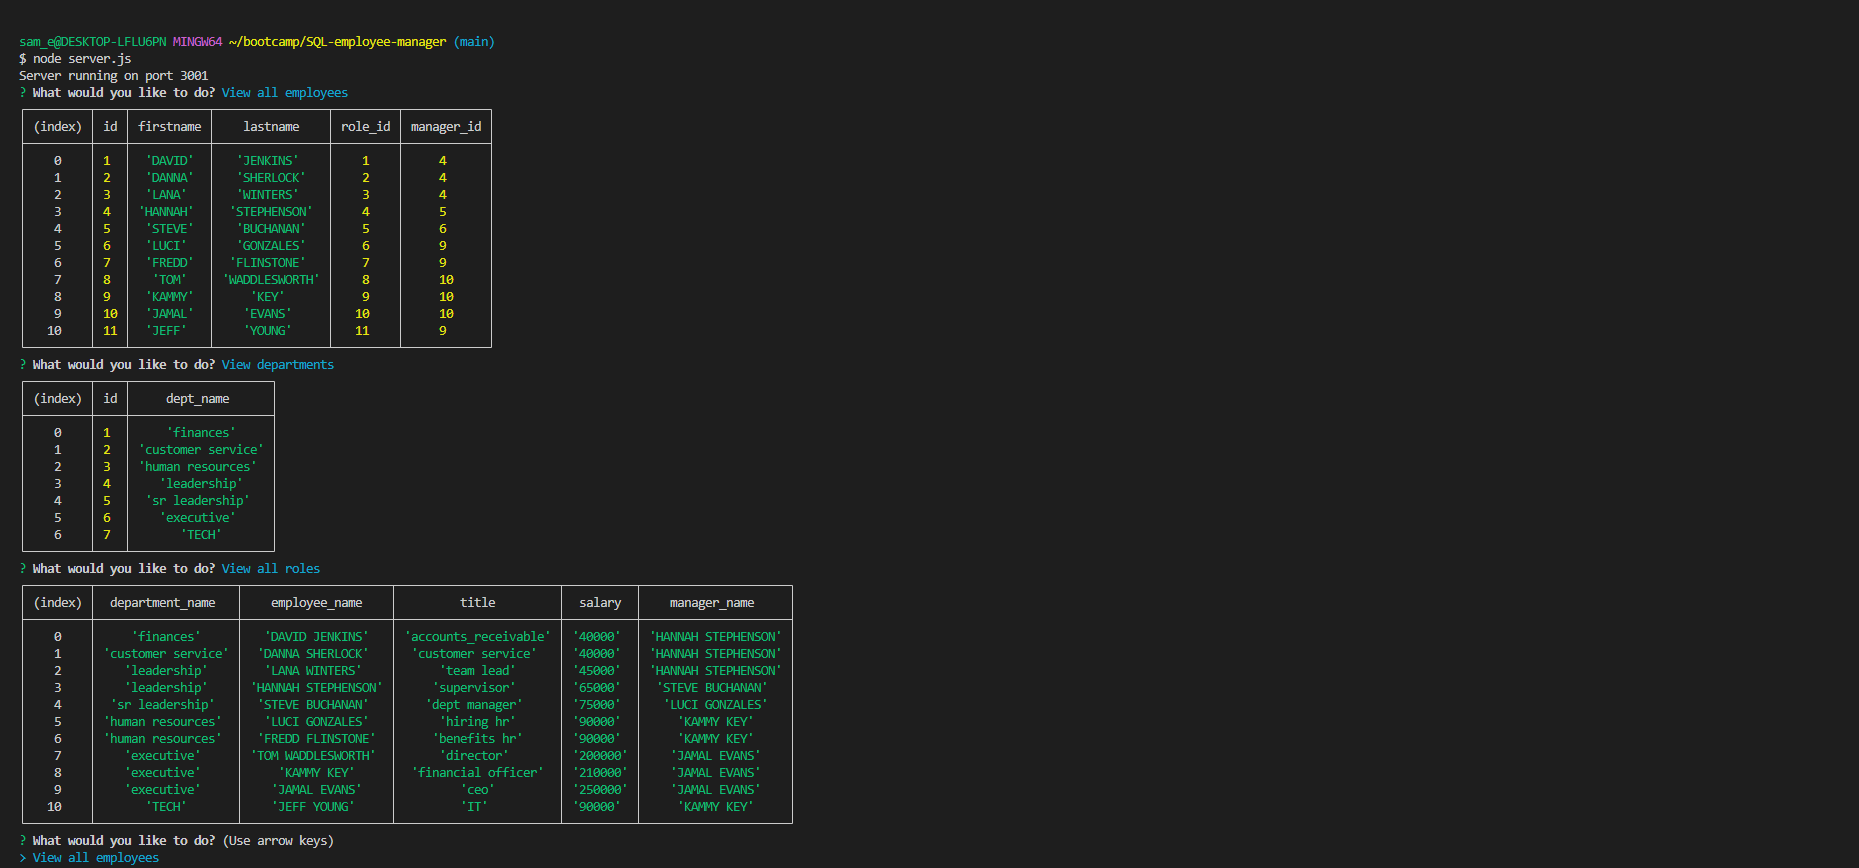 sam_e@DESKTOP-LFLU6PN MINGW64 ~/bootcamp/SQL-employee-manager (main)
$ node server.js
Server running on port 3001
? What would you like to do? View all employees
(index) id firstname lastname role_id manager_id
0 1 'DAVID' 'JENKINS' 1 4
1 2 'DANNA' 'SHERLOCK' 2 4
2 3 'LANA' 'WINTERS' 3 4
3 4 'HANNAH' 'STEPHENSON' 4 5
4 5 'STEVE' 'BUCHANAN' 5 6
5 6 'LUCI' 'GONZALES' 6 9
6 7 'FREDD' 'FLINSTONE' 7 9
7 8 'TOM' 'WADDLESWORTH' 8 10
8 9 'KAMMY' 'KEY' 9 10
9 10 'JAMAL' 'EVANS' 10 10
10 11 'JEFF' 'YOUNG' 11 9
? What would you like to do? View departments
(index) id dept_name
0 1 'finances'
1 2 'customer service'
2 3 'human resources'
3 4 'leadership'
4 5 'sr leadership'
5 6 'executive'
6 7 'TECH'
? What would you like to do? View all roles
(index) department_name employee_name title salary manager_name
0 'finances' 'DAVID JENKINS' 'accounts_receivable' '40000' 'HANNAH STEPHENSON'
1 'customer service' 'DANNA SHERLOCK' 'customer service' '40000' 'HANNAH STEPHENSON'
2 'leadership' 'LANA WINTERS' 'team lead' '45000' 'HANNAH STEPHENSON'
3 'leadership' 'HANNAH STEPHENSON' 'supervisor' '65000' 'STEVE BUCHANAN'
4 'sr leadership' 'STEVE BUCHANAN' 'dept manager' '75000' 'LUCI GONZALES'
5 'human resources' 'LUCI GONZALES' 'hiring hr' '90000' 'KAMMY KEY'
6 'human resources' 'FREDD FLINSTONE' 'benefits hr' '90000' 'KAMMY KEY'
7 'executive' 'TOM WADDLESWORTH' 'director' '200000' 'JAMAL EVANS'
8 'executive' 'KAMMY KEY' 'financial officer' '210000' 'JAMAL EVANS'
9 'executive' 'JAMAL EVANS' 'ceo' '250000' 'JAMAL EVANS'
10 'TECH' 'JEFF YOUNG' 'IT' '90000' 'KAMMY KEY'
? What would you like to do? (Use arrow keys)
> View all employees